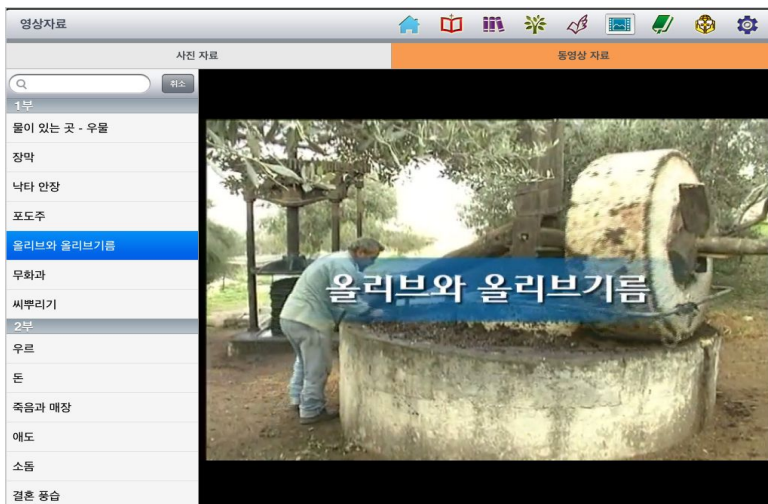 영상자료
사진 자료
동영상 자료
취소
1부
물이 있는 곳 - 우물
장막
낙타 안장
포도주
올리브와 올리브기름
무화과
씨뿌리기
2부
우르
돈
죽음과 매장
애도
소돔
결혼 풍습
올리브와 올리브기름